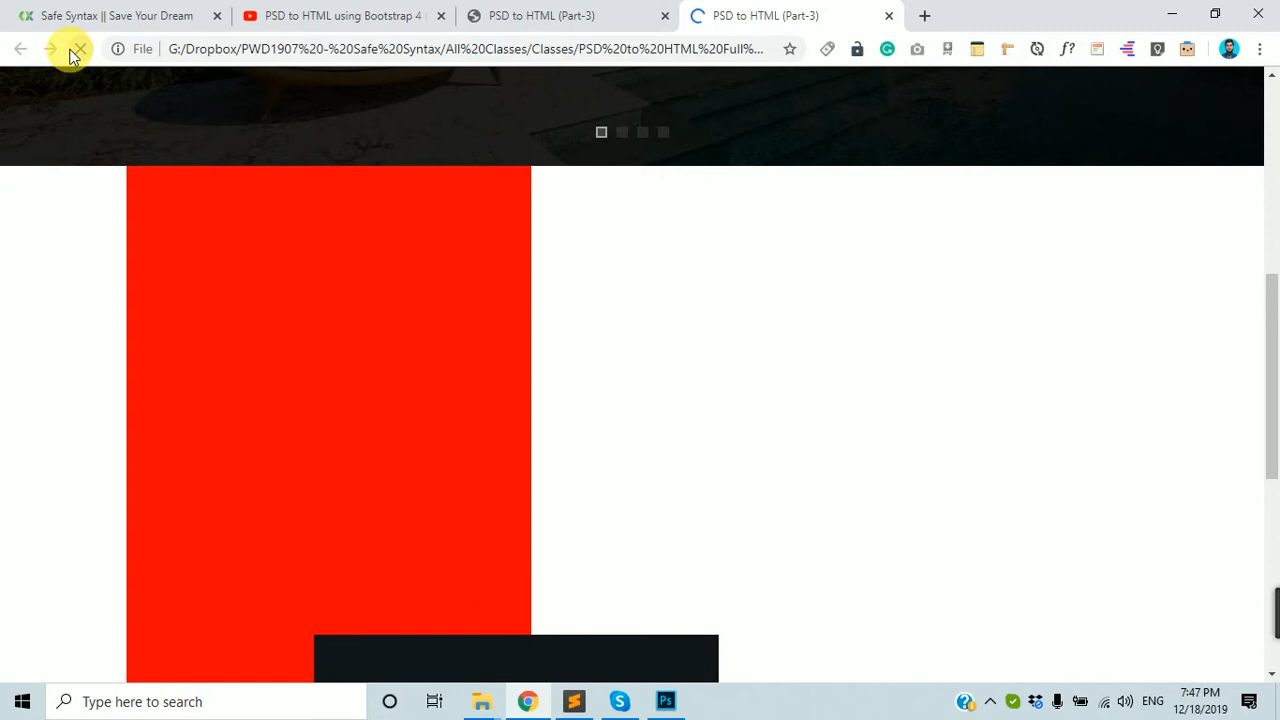 Safe Syntax || Save Your Dream
PSD to HTML using Bootstrap 4 (
PSD to HTML (Part-3)
PSD to HTML (Part-3)
File
G:/Dropbox/PWD1907%20-%20Safe%20Syntax/All%20Classes/Classes/PSD%20to%20HTML%20Full%...
f?
Type here to search
Ps
ENG
7:47 PM
12/18/2019